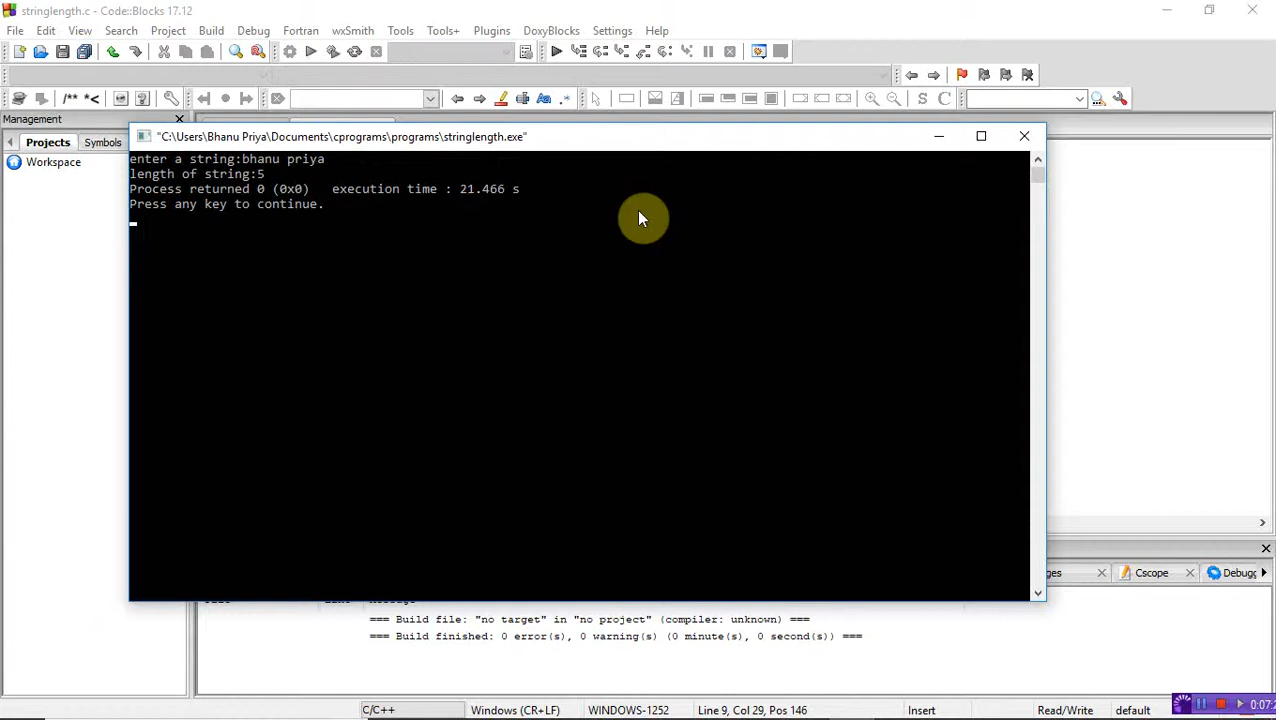 stringlength.c - Code::Blocks 17.12
File Edit View Search Project Build Debug Fortran wxSmith Tools Tools+ Plugins DoxyBlocks Settings Help
/** *<
.*
S C
Management
Projects Symbols
Workspace
"C:\Users\Bhanu Priya\Documents\cprograms\programs\stringlength.exe"
enter a string:bhanu priya
length of string:5
Process returned 0 (0x0) execution time : 21.466 s
Press any key to continue.
ges Cscope Debugg
=== Build file: "no target" in "no project" (compiler: unknown) ===
=== Build finished: 0 error(s), 0 warning(s) (0 minute(s), 0 second(s)) ===
C/C++ Windows (CR+LF) WINDOWS-1252 Line 9, Col 29, Pos 146 Insert Read/Write default